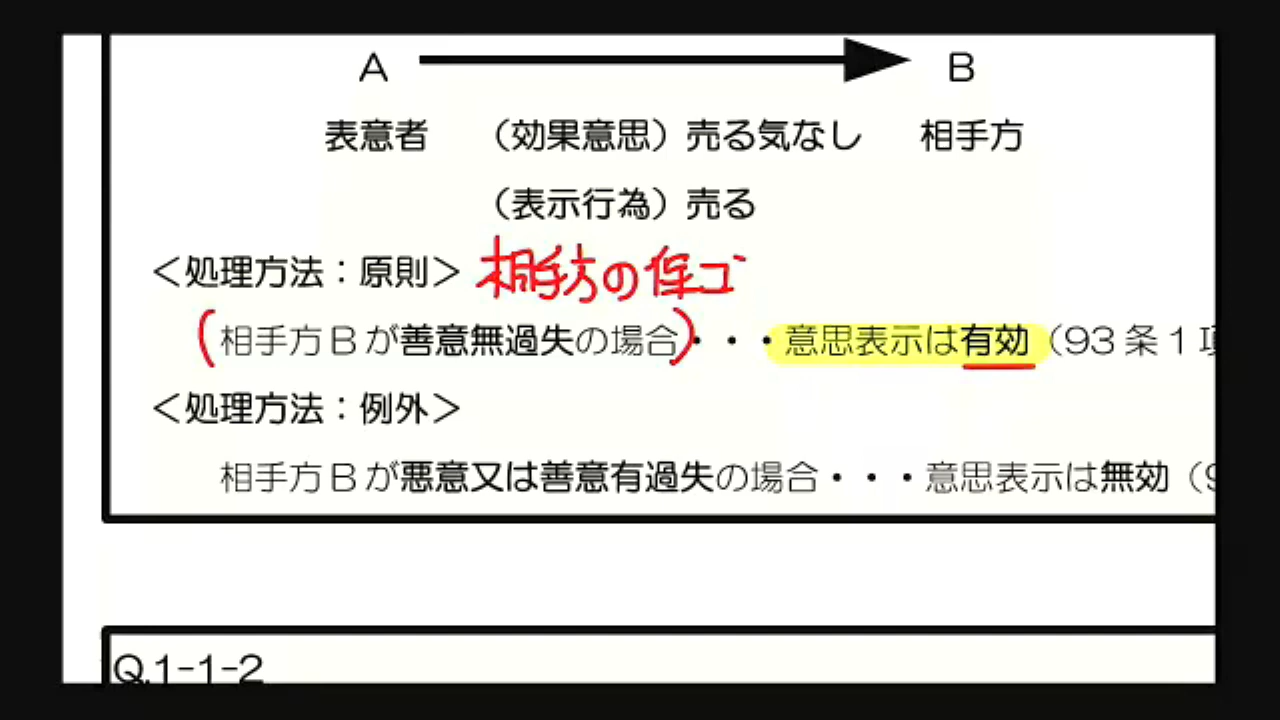 A B
表意者 （効果意思）売る気なし 相手方
（表示行為）売る
＜処理方法：原則＞ 相手方の保ゴ
（相手方Ｂが善意無過失の場合）・・・意思表示は有効（93条１項
＜処理方法：例外＞
相手方Ｂが悪意又は善意有過失の場合・・・意思表示は無効（9
Q.1-1-2